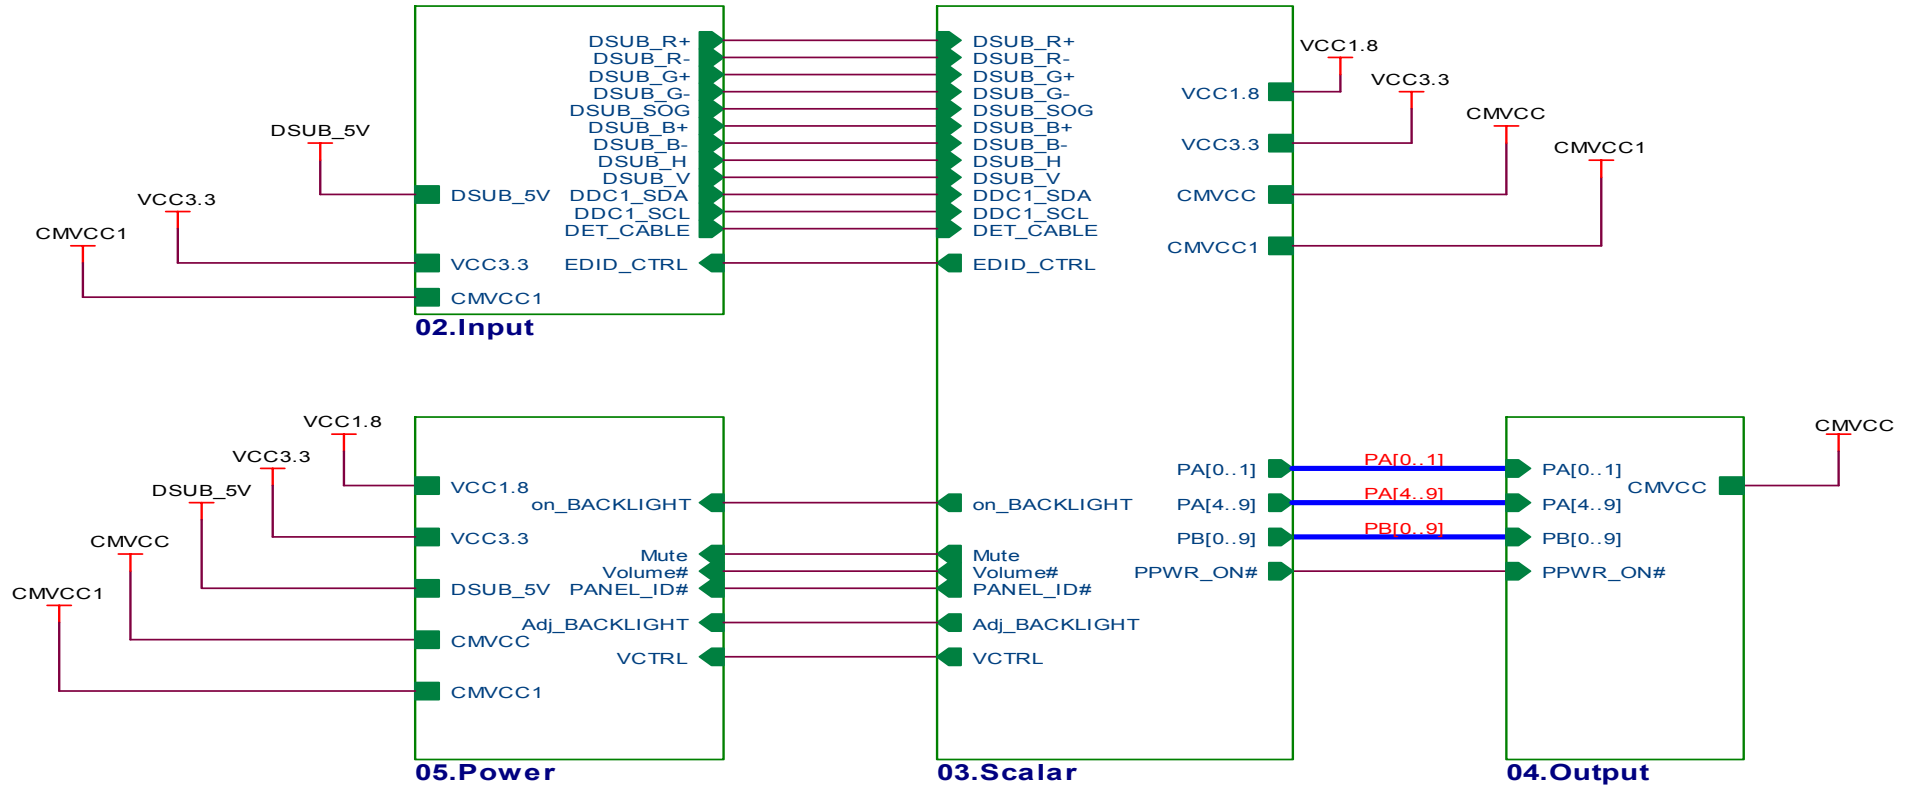 DSUB_5V
VCC3.3
CMVCC1
DSUB_5V
VCC3.3
CMVCC1
DSUB_R+
DSUB_R-
DSUB_G+
DSUB_G-
DSUB_SOG
DSUB_B+
DSUB_B-
DSUB_H
DSUB_V
DDC1_SDA
DDC1_SCL
DET_CABLE
EDID_CTRL
02.Input
DSUB_R+
DSUB_R-
DSUB_G+
DSUB_G-
DSUB_SOG
DSUB_B+
DSUB_B-
DSUB_H
DSUB_V
DDC1_SDA
DDC1_SCL
DET_CABLE
EDID_CTRL
VCC1.8
VCC3.3
CMVCC
CMVCC1
VCC1.8
VCC3.3
CMVCC
CMVCC1
VCC1.8
VCC3.3
DSUB_5V
CMVCC
CMVCC1
VCC1.8
VCC3.3
DSUB_5V
CMVCC
CMVCC1
on_BACKLIGHT
Mute
Volume#
PANEL_ID#
Adj_BACKLIGHT
VCTRL
05.Power
on_BACKLIGHT
Mute
Volume#
PANEL_ID#
Adj_BACKLIGHT
VCTRL
PA[0..1]
PA[4..9]
PB[0..9]
PPWR_ON#
03.Scalar
PA[0..1]
PA[4..9]
PB[0..9]
PA[0..1]
PA[4..9]
PB[0..9]
PPWR_ON#
CMVCC
CMVCC
04.Output